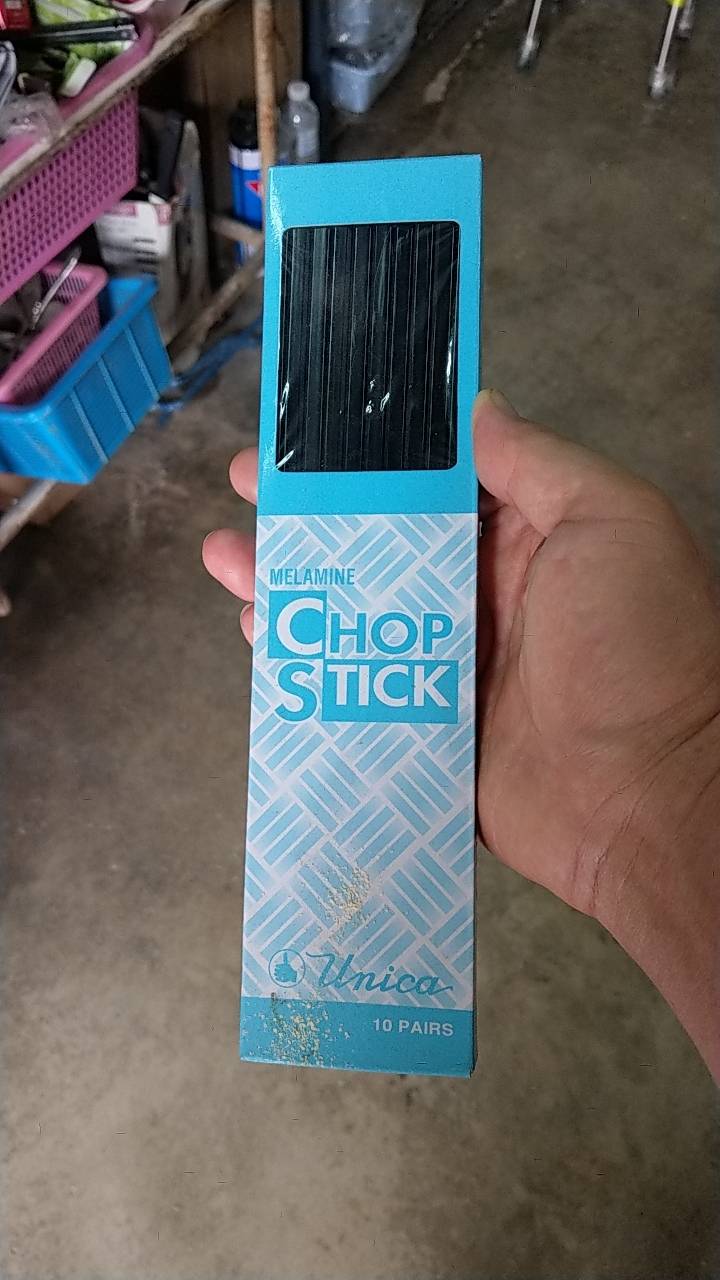 MELAMINE
CHOP
STICK
Unica
10 PAIRS